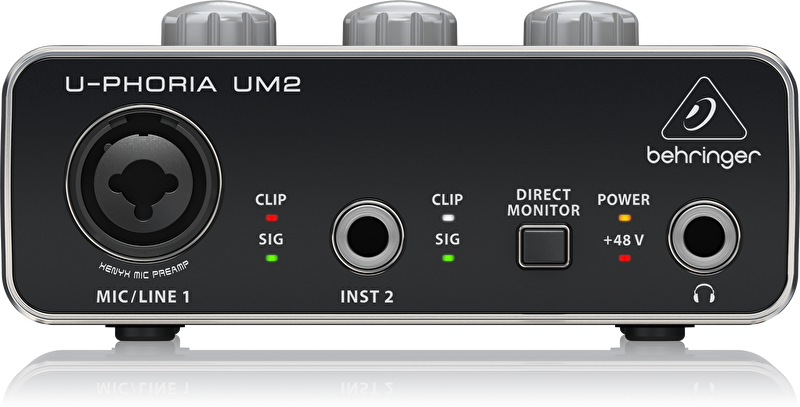 U-PHORIA UM2
behringer
CLIP
CLIP
DIRECT
MONITOR
POWER
SIG
SIG
+48 V
XENYX MIC PREAMP
MIC/LINE 1
INST 2